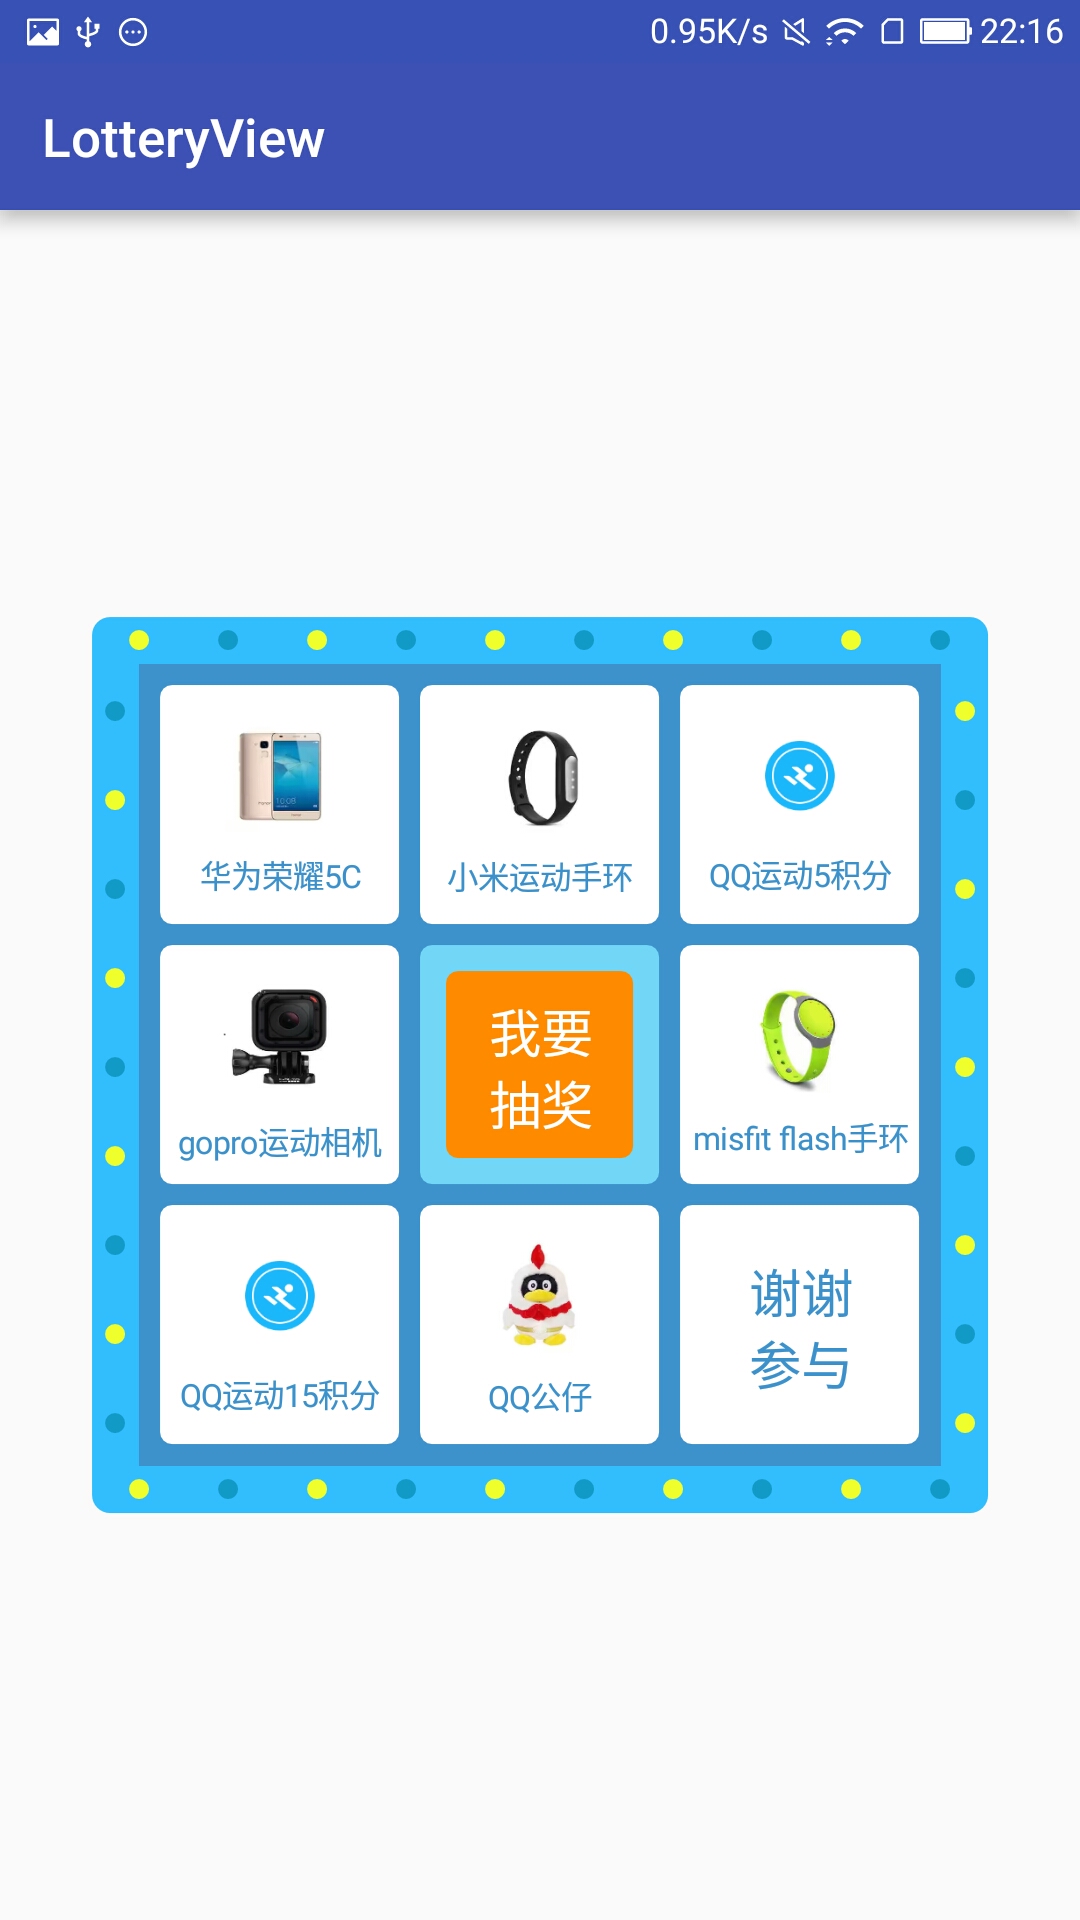 0.95K/s 22:16
LotteryView
华为荣耀5C
小米运动手环
QQ运动5积分
gopro运动相机
我要
抽奖
misfit flash手环
QQ运动15积分
QQ公仔
谢谢
参与